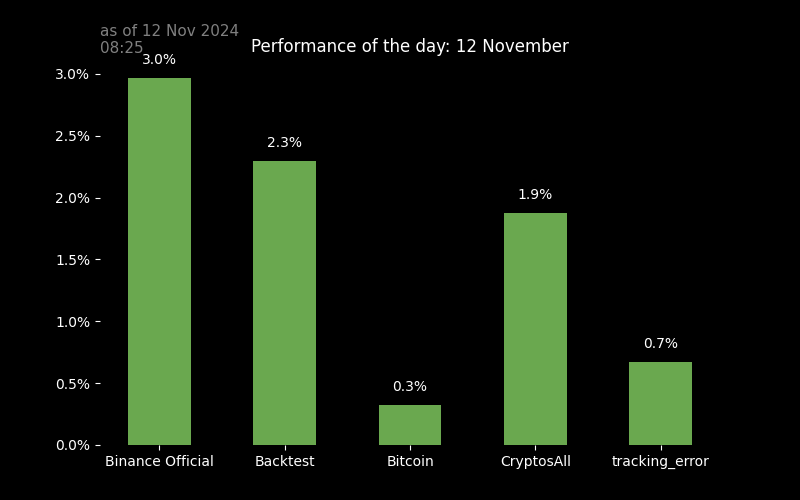 as of 12 Nov 2024
08:25
Performance of the day: 12 November
3.0%
2.5%
2.0%
1.5%
1.0%
0.5%
0.0%
3.0%
2.3%
0.3%
1.9%
0.7%
Binance Official
Backtest
Bitcoin
CryptosAll
tracking_error